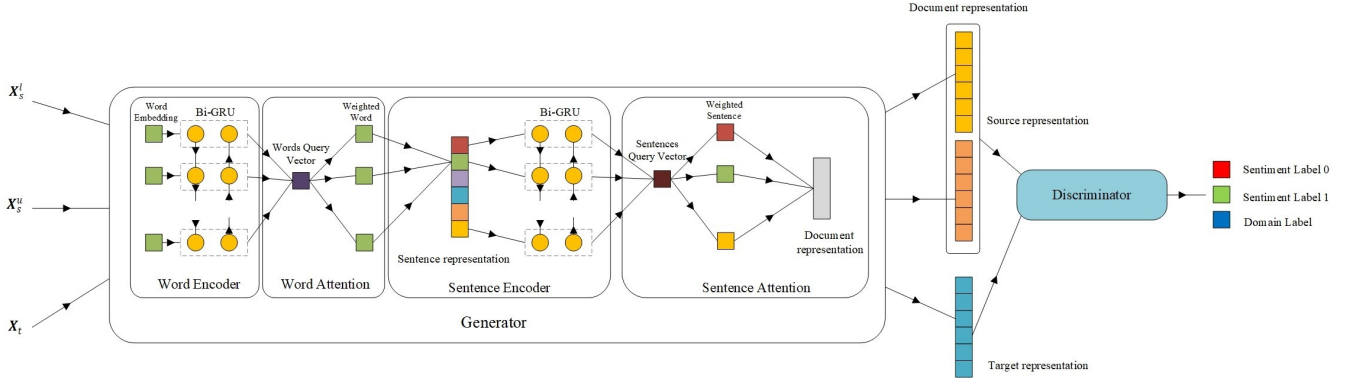 Document representation
X_s^l
X_s^u
X_t
Word
Embedding
Bi-GRU
Words Query
Vector
Weighted
Word
Sentence representation
Bi-GRU
Sentences
Query Vector
Weighted
Sentence
Document
representation
Word Encoder
Word Attention
Sentence Encoder
Sentence Attention
Generator
Source representation
Target representation
Discriminator
Sentiment Label 0
Sentiment Label 1
Domain Label